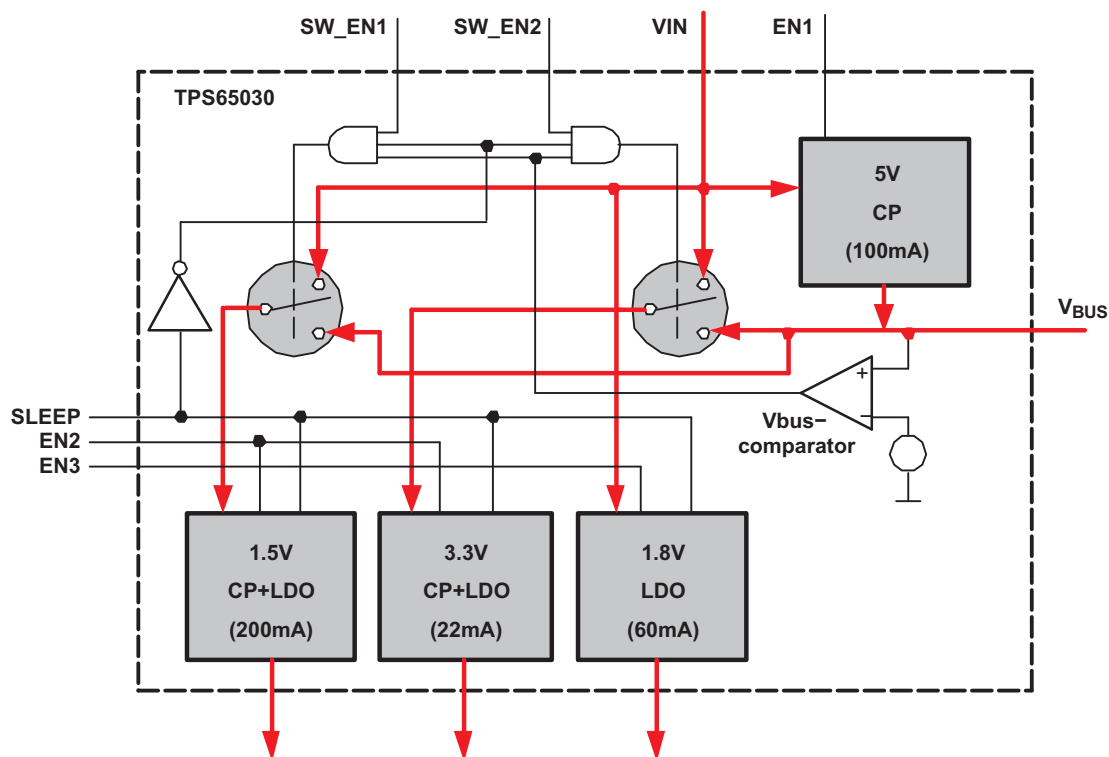 SW_EN1
SW_EN2
VIN
EN1
TPS65030
5V
CP
(100mA)
VBUS
+
−
Vbus−
comparator
SLEEP
EN2
EN3
1.5V
CP+LDO
(200mA)
3.3V
CP+LDO
(22mA)
1.8V
LDO
(60mA)